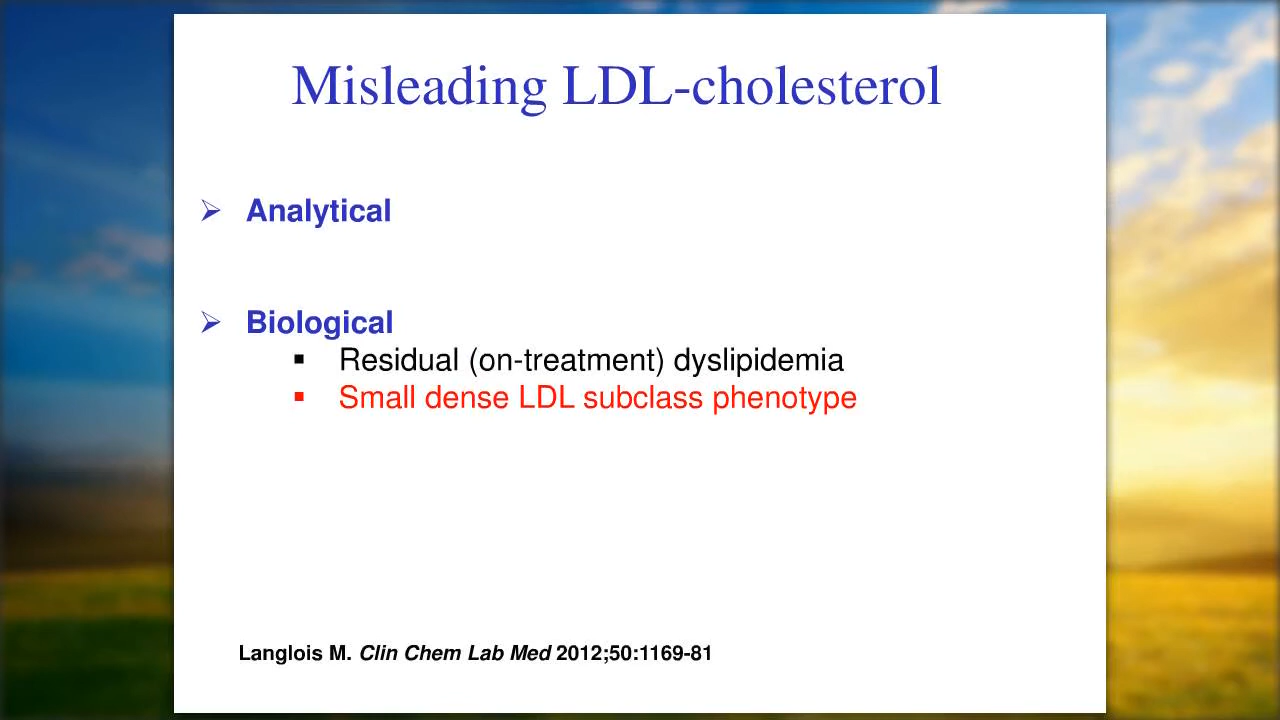 Misleading LDL-cholesterol
➢ Analytical
➢ Biological
▪ Residual (on-treatment) dyslipidemia
▪ Small dense LDL subclass phenotype
Langlois M. Clin Chem Lab Med 2012;50:1169-81